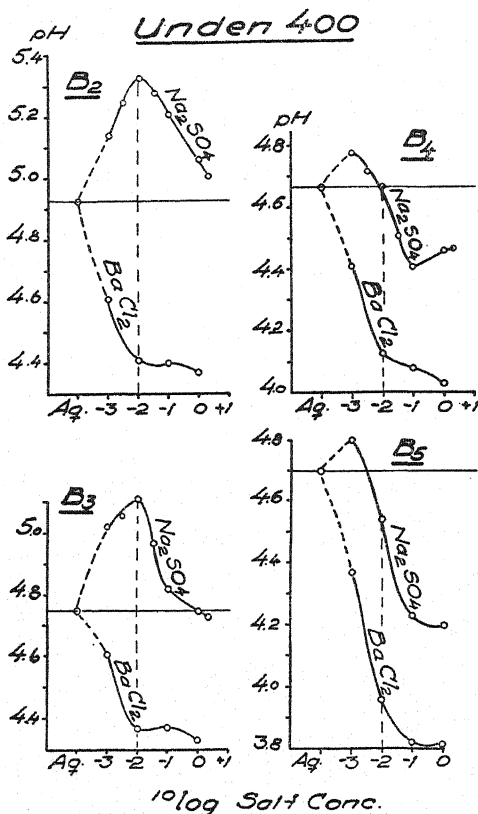 Unden 400
pH
5.4
5.2
5.0
4.8
4.6
4.4
B2
Na2SO4
BaCl2
Aq. -3 -2 -1 0 +1
pH
4.8
4.6
4.4
4.2
4.0
B4
Na2SO4
BaCl2
Aq. -3 -2 -1 0 +1
B3
5.0
4.8
4.6
4.4
Na2SO4
BaCl2
Aq. -3 -2 -1 0 +1
4.8
4.6
4.4
4.2
4.0
3.8
B5
Na2SO4
BaCl2
Aq. -3 -2 -1 0
10log Salt Conc.